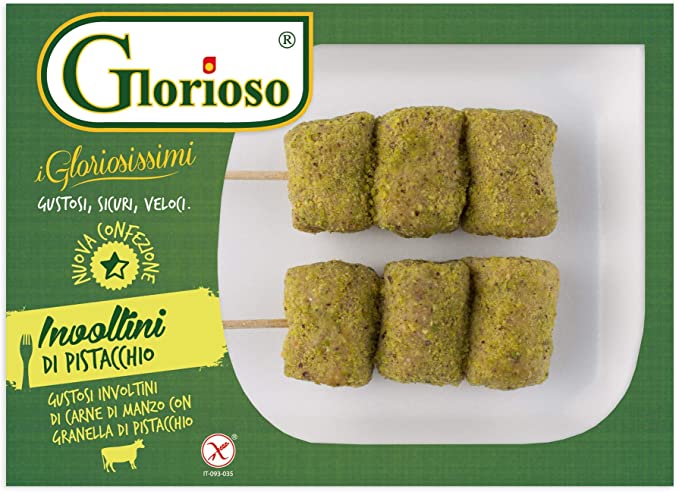 Glorioso ®
i Gloriosissimi
GUSTOSI, SICURI, VELOCI.
NUOVA CONFEZIONE
Involtini
DI PISTACCHIO
GUSTOSI INVOLTINI
DI CARNE DI MANZO CON
GRANELLA DI PISTACCHIO
IT-093-035